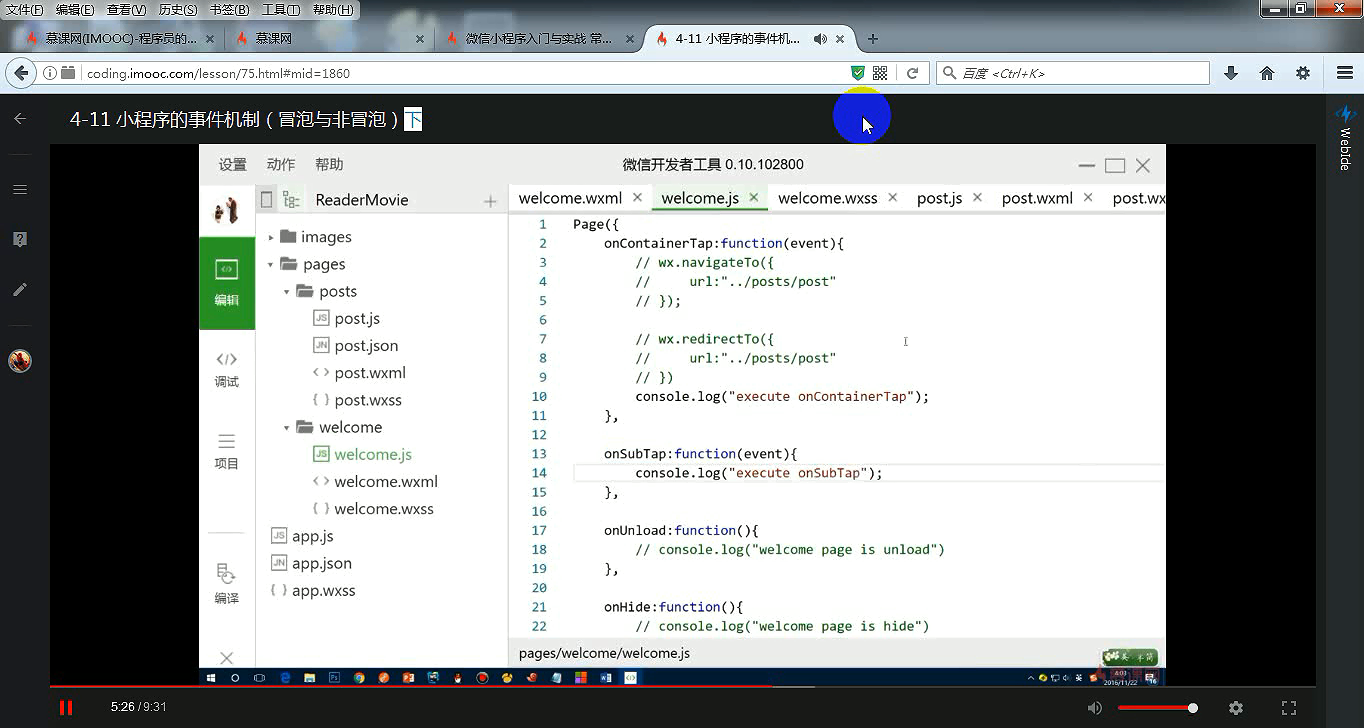 文件(F) 编辑(E) 查看(V) 历史(S) 书签(B) 工具(T) 帮助(H)
慕课网(IMOOC)-程序员的... 慕课网 微信小程序入门与实战 常... 4-11 小程序的事件机...
coding.imooc.com/lesson/75.html#mid=1860 百度 <Ctrl+K>
4-11 小程序的事件机制（冒泡与非冒泡）下
WebIde
设置 动作 帮助 微信开发者工具 0.10.102800
ReaderMovie
welcome.wxml welcome.js welcome.wxss post.js post.wxml post.wx
编辑
调试
项目
编译
images
pages
posts
JS post.js
JN post.json
<> post.wxml
{ } post.wxss
welcome
JS welcome.js
<> welcome.wxml
{ } welcome.wxss
JS app.js
JN app.json
{ } app.wxss
1 Page({
2 onContainerTap:function(event){
3 // wx.navigateTo({
4 // url:"../posts/post"
5 // });
6
7 // wx.redirectTo({
8 // url:"../posts/post"
9 // })
10 console.log("execute onContainerTap");
11 },
12
13 onSubTap:function(event){
14 console.log("execute onSubTap");
15 },
16
17 onUnload:function(){
18 // console.log("welcome page is unload")
19 },
20
21 onHide:function(){
22 // console.log("welcome page is hide")
pages/welcome/welcome.js
4:03
2016/11/22
5:26 / 9:31